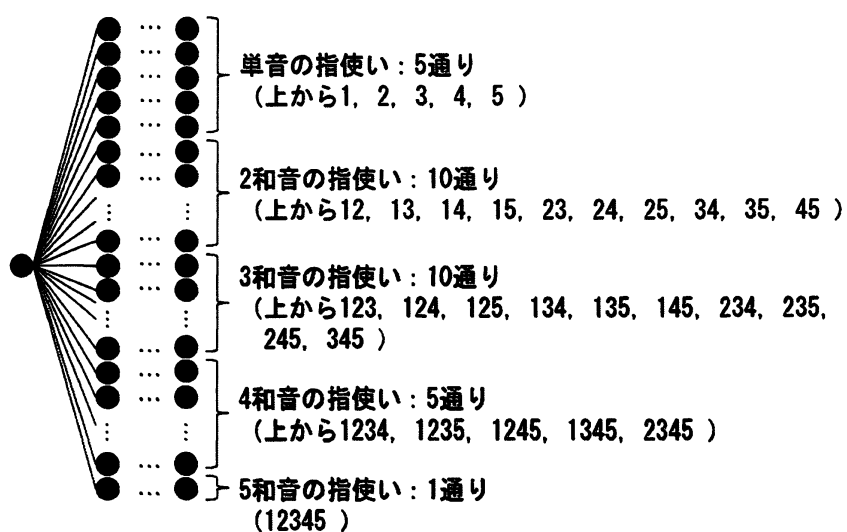 単音の指使い：5通り
（上から1, 2, 3, 4, 5 ）
2和音の指使い：10通り
（上から12, 13, 14, 15, 23, 24, 25, 34, 35, 45 ）
3和音の指使い：10通り
（上から123, 124, 125, 134, 135, 145, 234, 235,
245, 345 ）
4和音の指使い：5通り
（上から1234, 1235, 1245, 1345, 2345 ）
5和音の指使い：1通り
（12345 ）